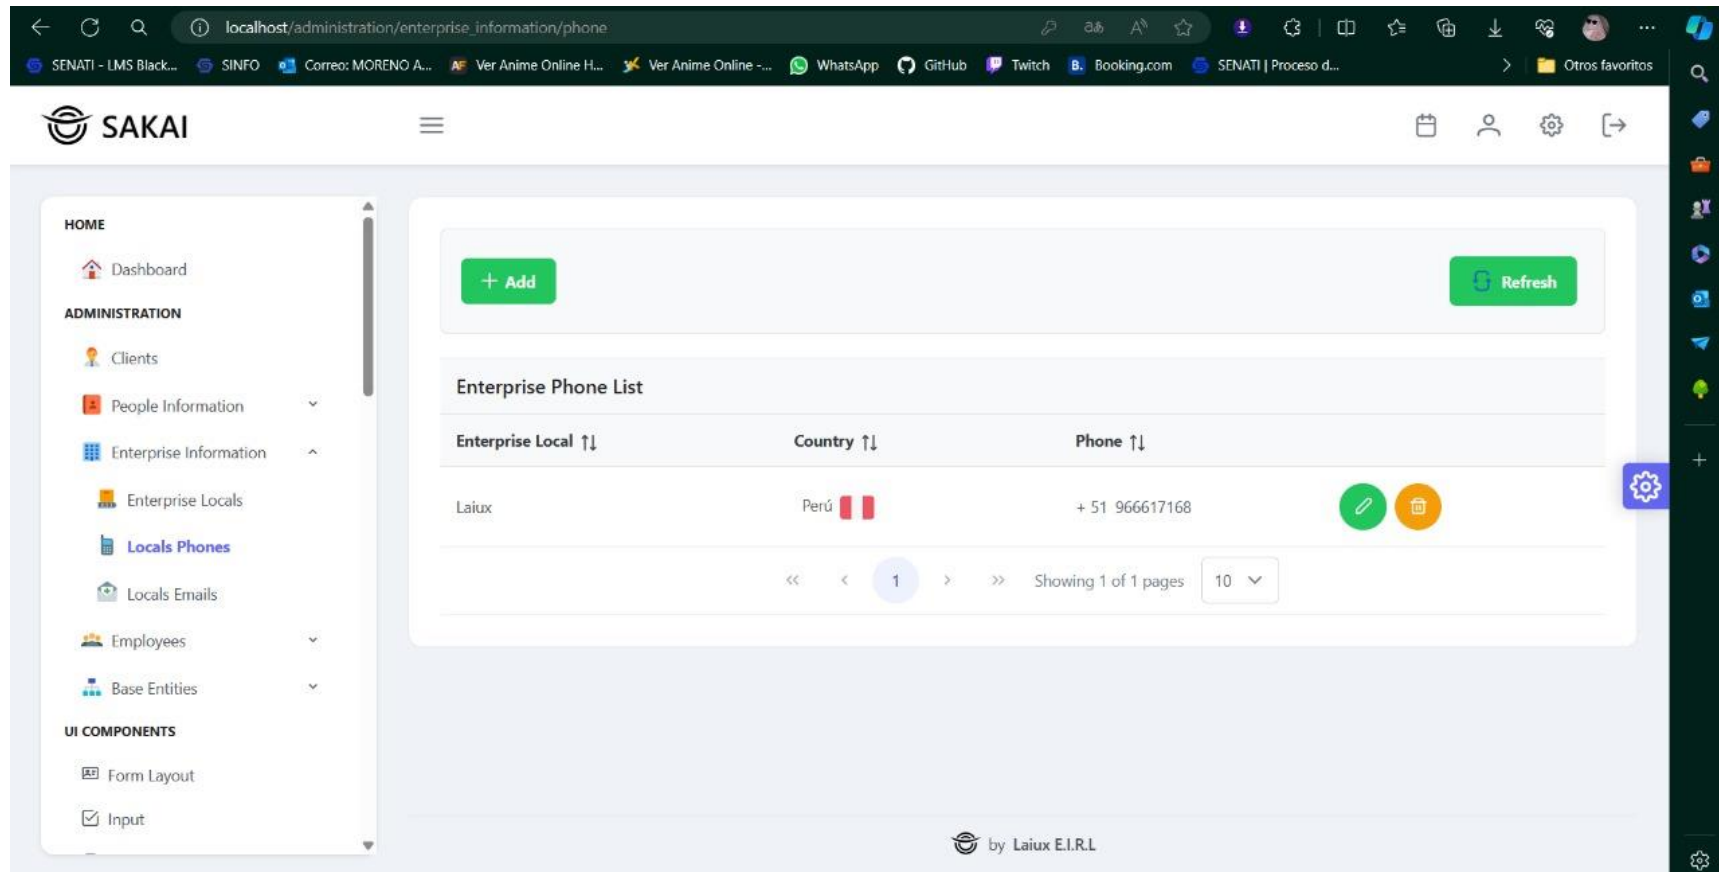 localhost/administration/enterprise_information/phone
SENATI - LMS Black... SINFO Correo: MORENO A... Ver Anime Online H... Ver Anime Online -... WhatsApp GitHub Twitch Booking.com SENATI | Proceso d... Otros favoritos
SAKAI
HOME
Dashboard
ADMINISTRATION
Clients
People Information
Enterprise Information
Enterprise Locals
Locals Phones
Locals Emails
Employees
Base Entities
UI COMPONENTS
Form Layout
Input
+ Add
Refresh
Enterprise Phone List
Enterprise Local Country Phone
Laiux Perú + 51 966617168
<< < 1 > >> Showing 1 of 1 pages 10
by Laiux E.I.R.L